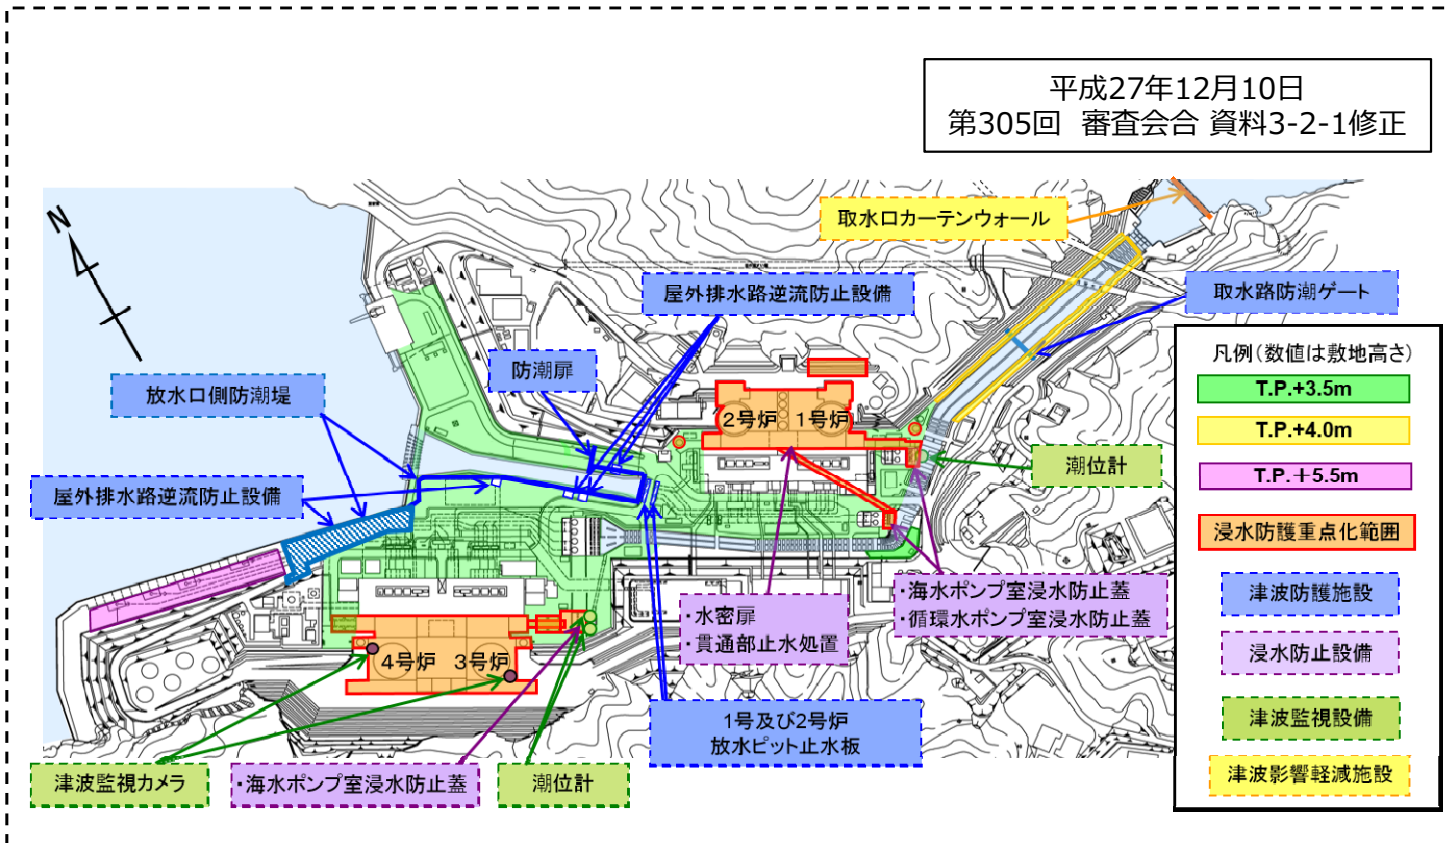 平成27年12月10日
第305回 審査会合 資料3-2-1修正
N
取水口カーテンウォール
屋外排水路逆流防止設備
取水路防潮ゲート
防潮扉
放水口側防潮堤
2号炉 1号炉
潮位計
屋外排水路逆流防止設備
・海水ポンプ室浸水防止蓋
・循環水ポンプ室浸水防止蓋
・水密扉
・貫通部止水処置
4号炉 3号炉
1号及び2号炉
放水ピット止水板
津波監視カメラ
・海水ポンプ室浸水防止蓋
潮位計
凡例(数値は敷地高さ)
T.P.+3.5m
T.P.+4.0m
T.P.+5.5m
浸水防護重点化範囲
津波防護施設
浸水防止設備
津波監視設備
津波影響軽減施設